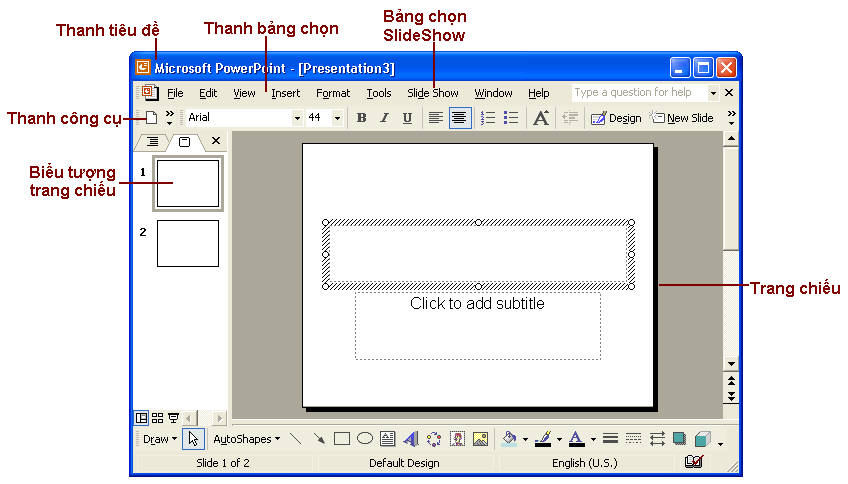 Thanh tiêu đề
Thanh bảng chọn
Bảng chọn
SlideShow
Microsoft PowerPoint - [Presentation3]
File Edit View Insert Format Tools Slide Show Window Help Type a question for help
Thanh công cụ
Arial 44 B I U A Design New Slide
1
Biểu tượng
trang chiếu
2
Click to add subtitle
Trang chiếu
Draw AutoShapes A A
Slide 1 of 2 Default Design English (U.S.)